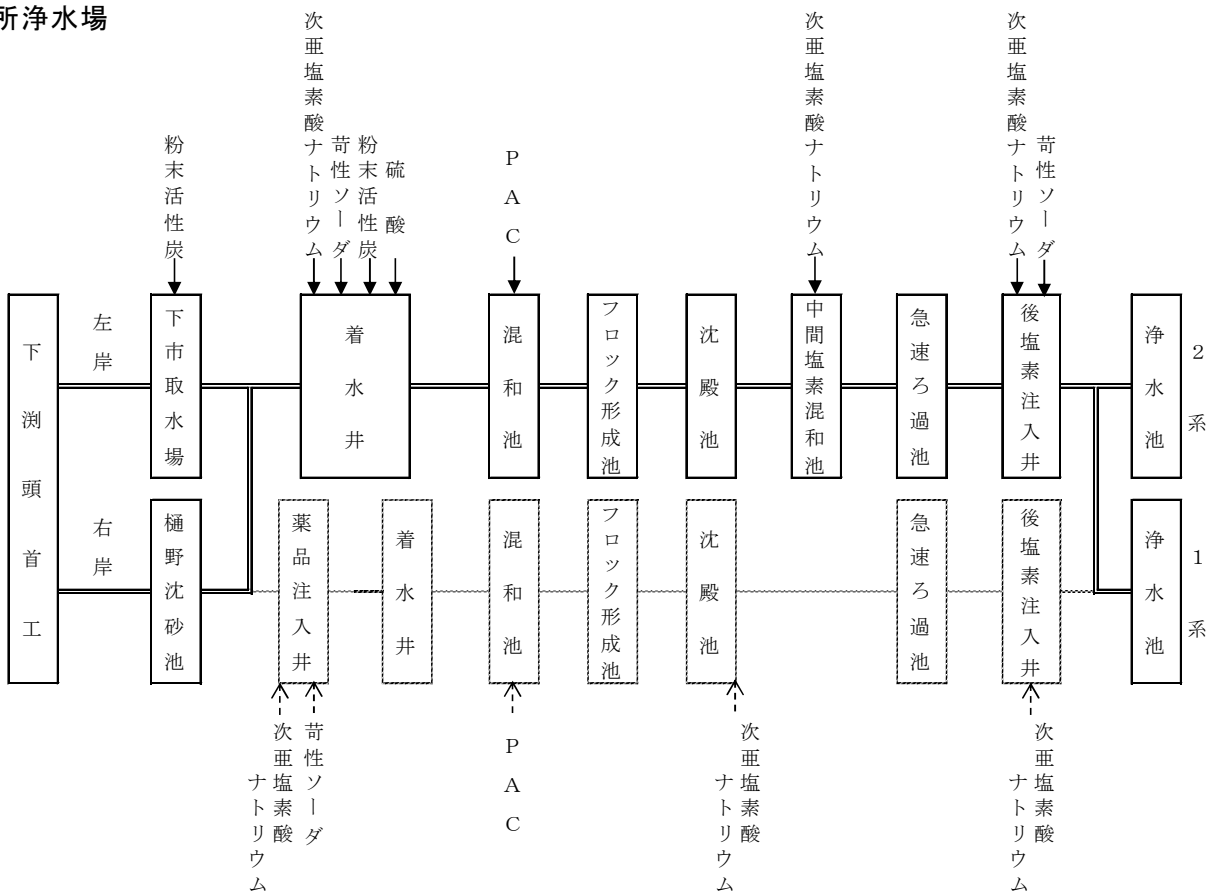 所浄水場
次亜塩素酸ナトリウム
次亜塩素酸ナトリウム
次亜塩素酸ナトリウム
粉末活性炭
苛性ソーダ
粉末活性炭
硫酸
PAC
苛性ソーダ
下渕頭首工
左岸
下市取水場
着水井
混和池
フロック形成池
沈殿池
中間塩素混和池
急速ろ過池
後塩素注入井
浄水池
2系
右岸
樋野沈砂池
薬品注入井
着水井
混和池
フロック形成池
沈殿池
急速ろ過池
後塩素注入井
浄水池
1系
次亜塩素酸
ナトリウム
苛性ソーダ
PAC
次亜塩素酸
ナトリウム
次亜塩素酸
ナトリウム